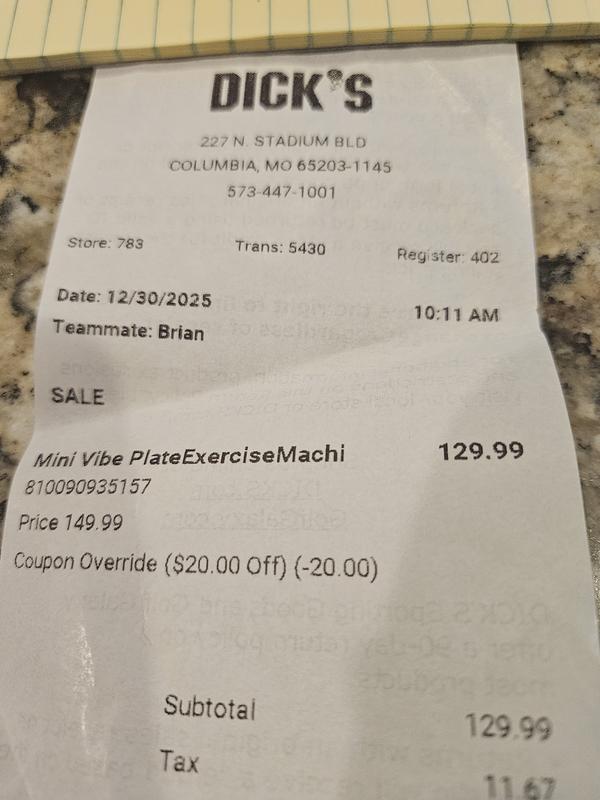 DICK'S
227 N. STADIUM BLD
COLUMBIA, MO 65203-1145
573-447-1001
Store: 783 Trans: 5430 Register: 402
Date: 12/30/2025 10:11 AM
Teammate: Brian
SALE
Mini Vibe PlateExerciseMachi 129.99
810090935157
Price 149.99
Coupon Override ($20.00 Off) (-20.00)
Subtotal 129.99
Tax 11.67